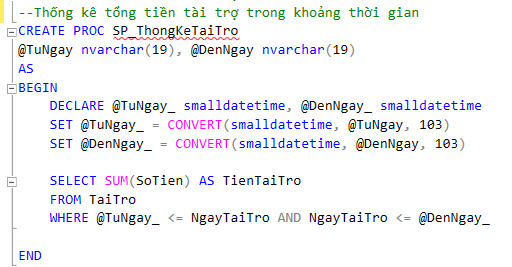 --Thống kê tổng tiền tài trợ trong khoảng thời gian
CREATE PROC SP_ThongKeTaiTro
@TuNgay nvarchar(19), @DenNgay nvarchar(19)
AS
BEGIN
DECLARE @TuNgay_ smalldatetime, @DenNgay_ smalldatetime
SET @TuNgay_ = CONVERT(smalldatetime, @TuNgay, 103)
SET @DenNgay_ = CONVERT(smalldatetime, @DenNgay, 103)
SELECT SUM(SoTien) AS TienTaiTro
FROM TaiTro
WHERE @TuNgay_ <= NgayTaiTro AND NgayTaiTro <= @DenNgay_
END